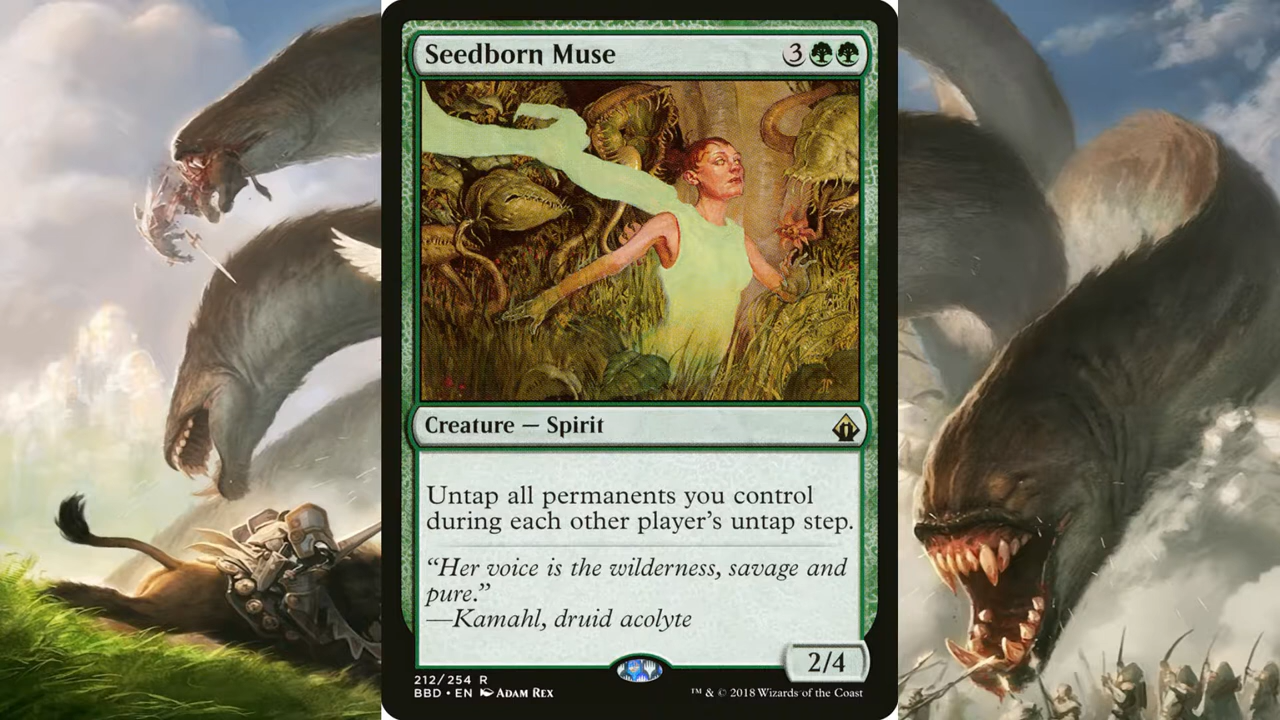 Seedborn Muse 3
Creature — Spirit
Untap all permanents you control
during each other player's untap step.
“Her voice is the wilderness, savage and
pure.”
—Kamahl, druid acolyte
2/4
212/254 R
BBD • EN Adam Rex
™ & © 2018 Wizards of the Coast